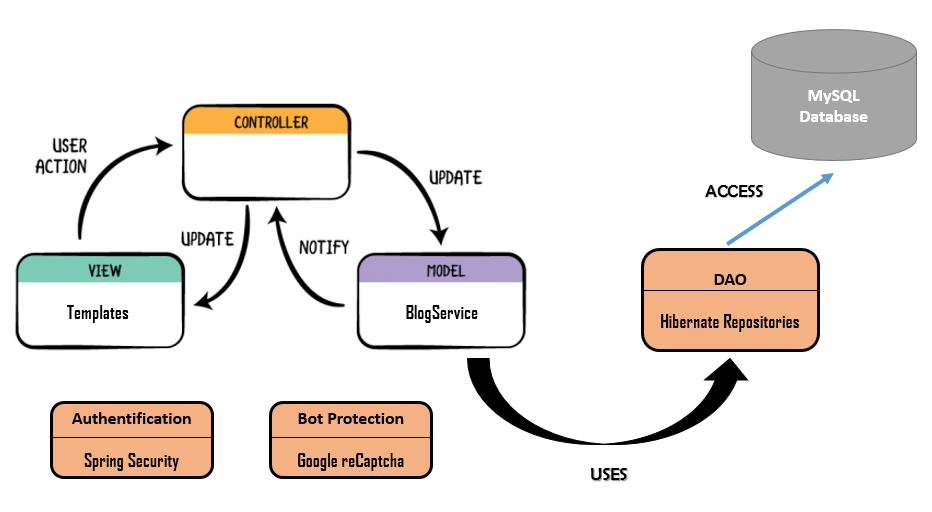 MySQL
Database
CONTROLLER
USER
ACTION
UPDATE
ACCESS
UPDATE
NOTIFY
VIEW
Templates
MODEL
BlogService
DAO
Hibernate Repositories
Authentification
Spring Security
Bot Protection
Google reCaptcha
USES